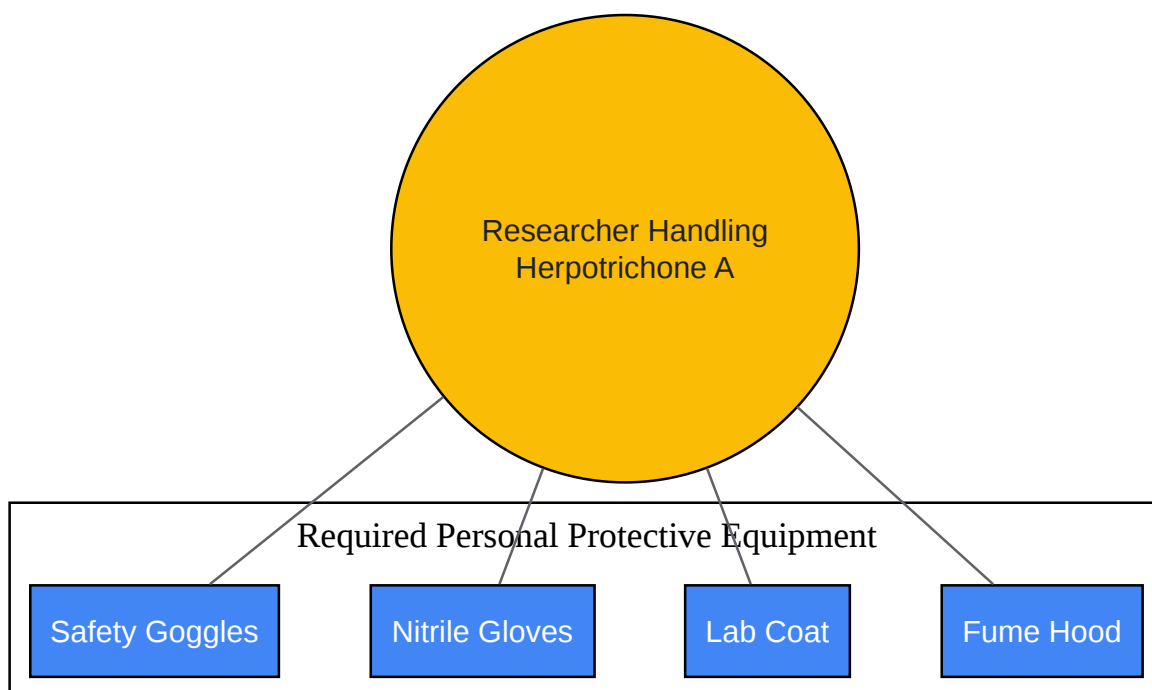 Researcher Handling
Herpotrichone A
Required Personal Protective Equipment
Safety Goggles
Nitrile Gloves
Lab Coat
Fume Hood